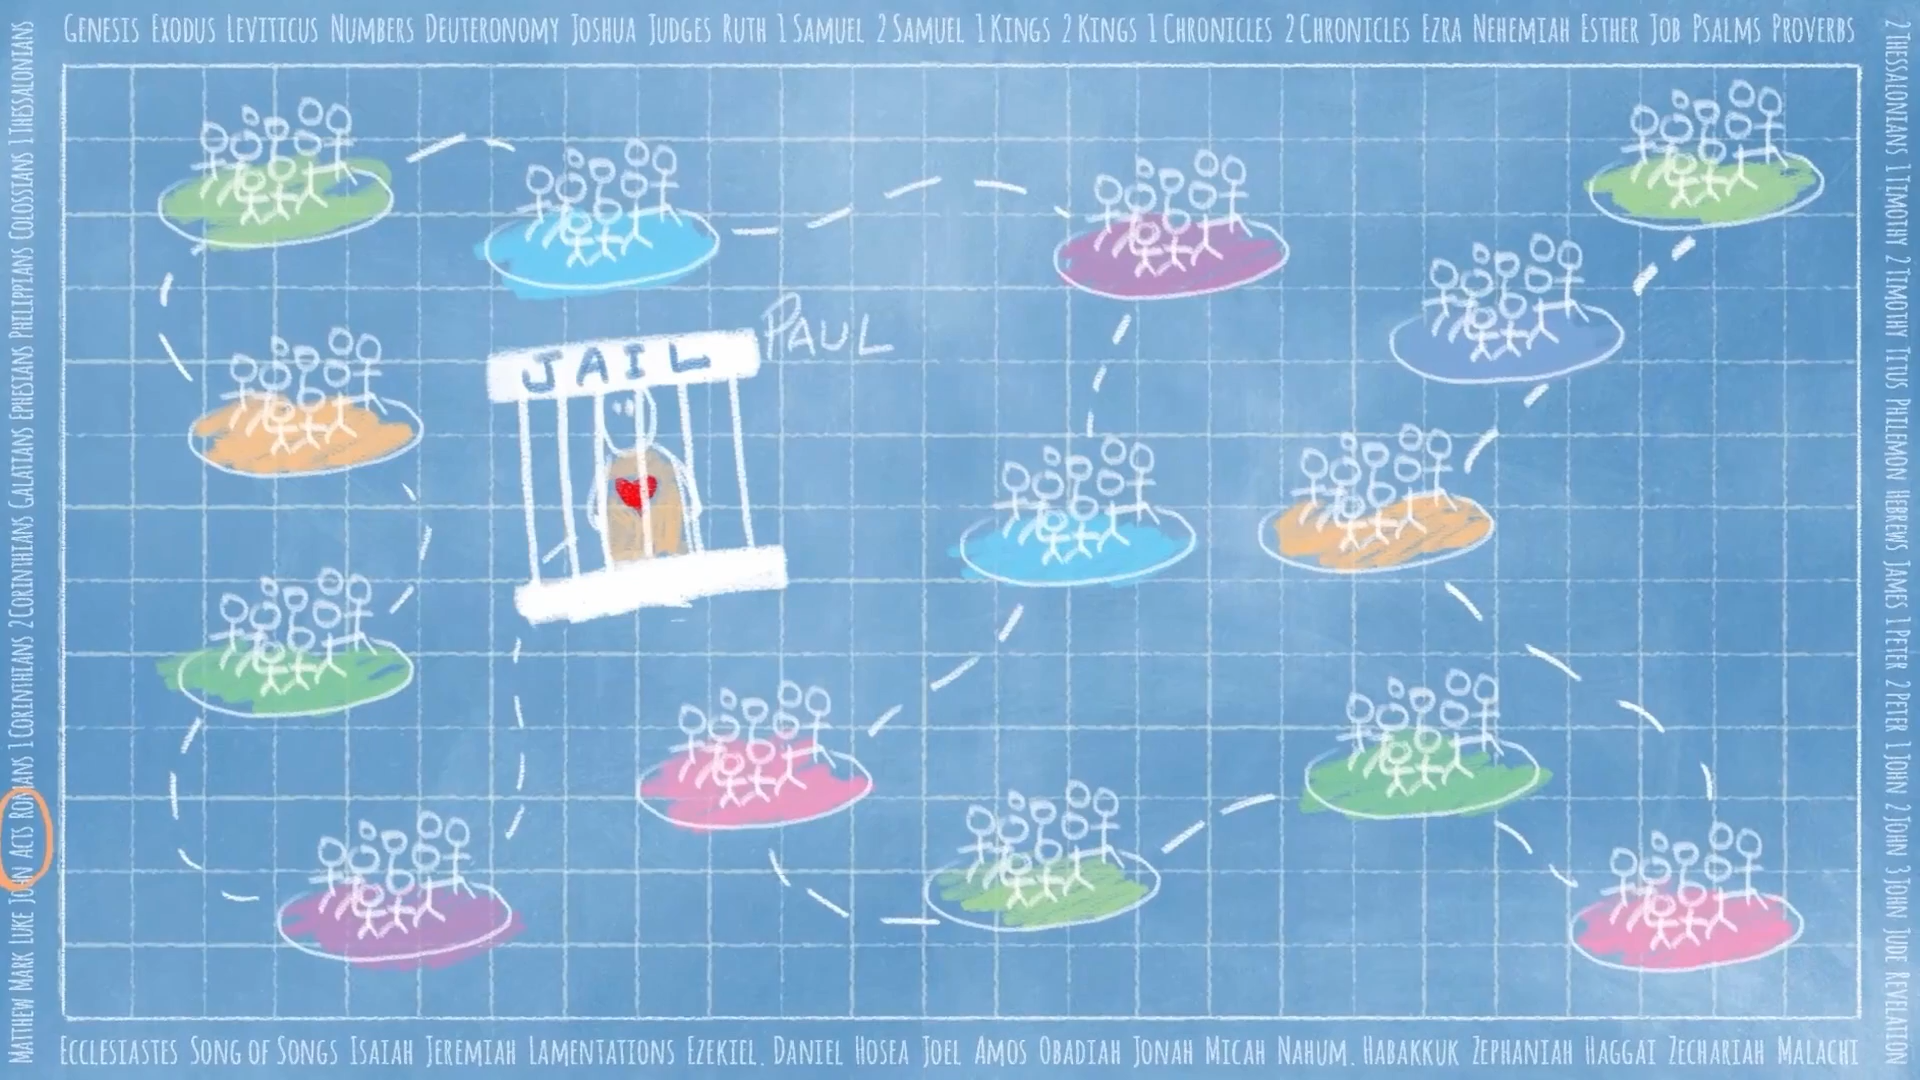 GENESIS EXODUS LEVITICUS NUMBERS DEUTERONOMY JOSHUA JUDGES RUTH 1 SAMUEL 2 SAMUEL 1 KINGS 2 KINGS 1 CHRONICLES 2 CHRONICLES EZRA NEHEMIAH ESTHER JOB PSALMS PROVERBS
PAUL
JAIL
ECCLESIASTES SONG OF SONGS ISAIAH JEREMIAH LAMENTATIONS EZEKIEL. DANIEL HOSEA JOEL AMOS OBADIAH JONAH MICAH NAHUM. HABAKKUK ZEPHANIAH HAGGAI ZECHARIAH MALACHI
MATTHEW MARK LUKE JOHN ACTS ROMANS 1 CORINTHIANS 2 CORINTHIANS GALATIANS EPHESIANS PHILIPPIANS COLOSSIANS 1 THESSALONIANS
2 THESSALONIANS 1 TIMOTHY 2 TIMOTHY TITUS PHILEMON HEBREWS JAMES 1 PETER 2 PETER 1 JOHN 2 JOHN 3 JOHN JUDE REVELATION